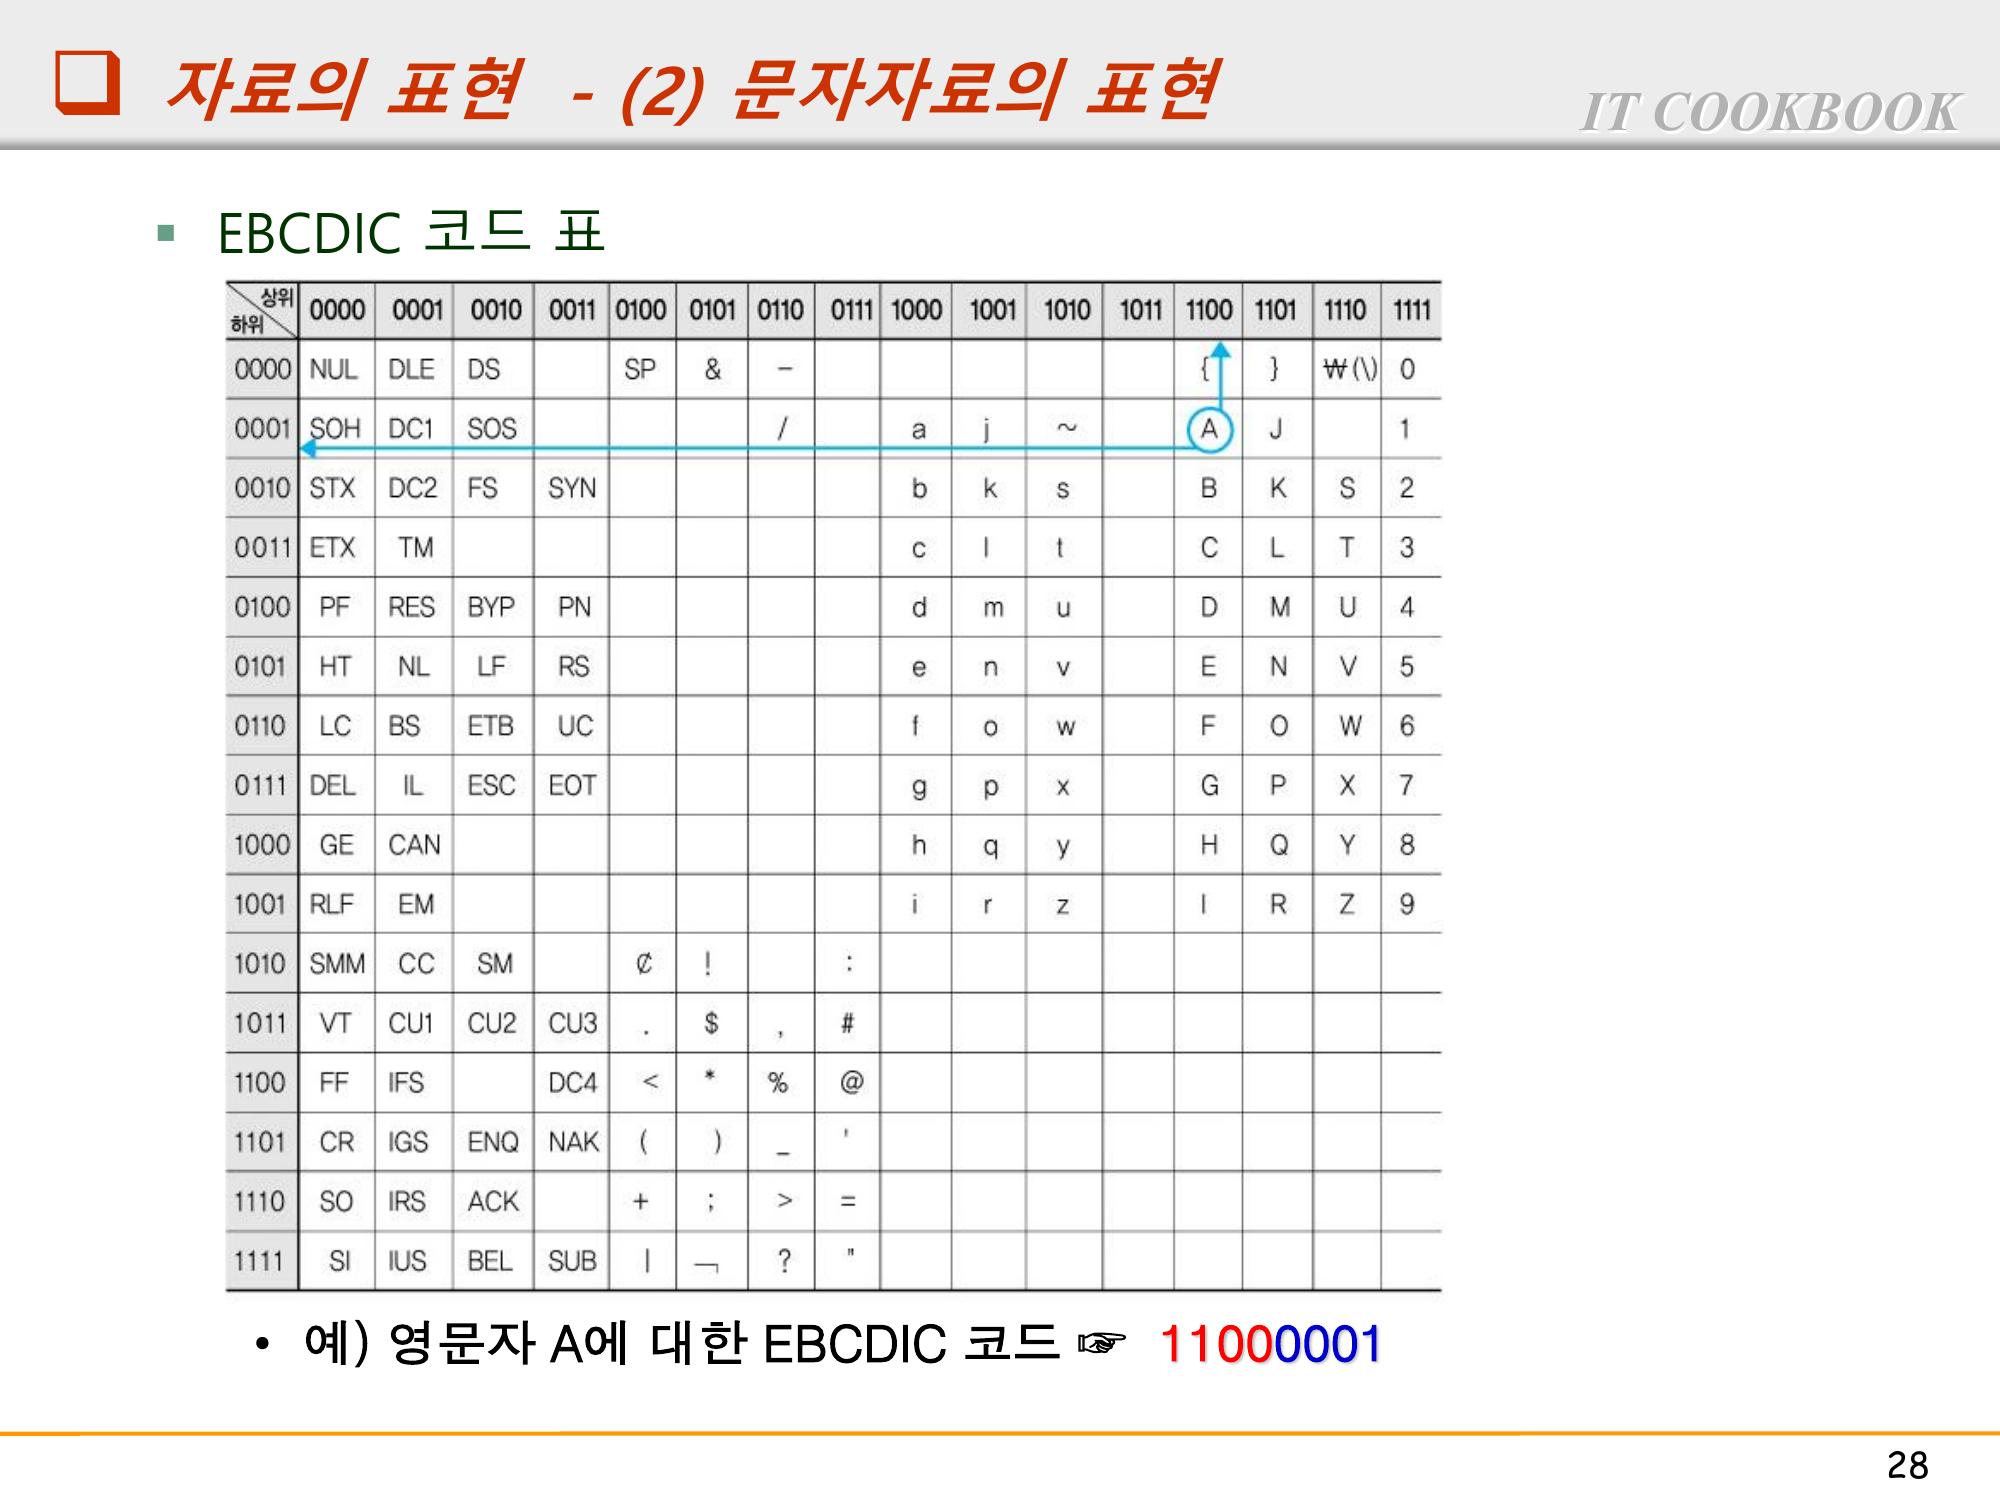 ❑ 자료의 표현 - (2) 문자자료의 표현
IT COOKBOOK
▪ EBCDIC 코드 표
상위 하위 0000 0001 0010 0011 0100 0101 0110 0111 1000 1001 1010 1011 1100 1101 1110 1111
0000 NUL DLE DS SP & – { } ₩(\) 0
0001 SOH DC1 SOS / a j ~ A J 1
0010 STX DC2 FS SYN b k s B K S 2
0011 ETX TM c l t C L T 3
0100 PF RES BYP PN d m u D M U 4
0101 HT NL LF RS e n v E N V 5
0110 LC BS ETB UC f o w F O W 6
0111 DEL IL ESC EOT g p x G P X 7
1000 GE CAN h q y H Q Y 8
1001 RLF EM i r z I R Z 9
1010 SMM CC SM ₵ ! :
1011 VT CU1 CU2 CU3 . $ , #
1100 FF IFS DC4 < * % @
1101 CR IGS ENQ NAK ( ) _ '
1110 SO IRS ACK + ; > =
1111 SI IUS BEL SUB | ¬ ? "
• 예) 영문자 A에 대한 EBCDIC 코드 ☞ 11000001
28